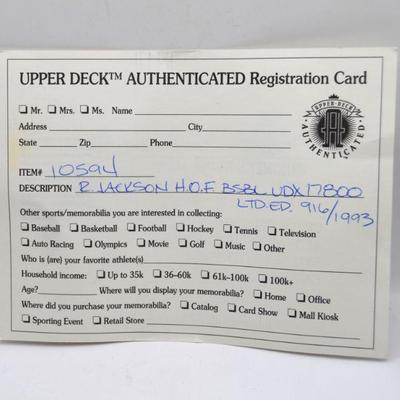 UPPER DECK™ AUTHENTICATED Registration Card
☐ Mr. ☐ Mrs. ☐ Ms. Name
Address City
State Zip Phone
UPPER DECK
AUTHENTICATED
ITEM# 10594
DESCRIPTION R. JACKSON H.O.F. BSBL UDX17800
LTD.ED. 916/1993
Other sports/memorabilia you are interested in collecting:
☐ Baseball ☐ Basketball ☐ Football ☐ Hockey ☐ Tennis ☐ Television
☐ Auto Racing ☐ Olympics ☐ Movie ☐ Golf ☐ Music ☐ Other
Who is (are) your favorite athlete(s)
Household income: ☐ Up to 35k ☐ 36–60k ☐ 61k–100k ☐ 100k+
Age? Where will you display your memorabilia? ☐ Home ☐ Office
Where did you purchase your memorabilia? ☐ Catalog ☐ Card Show ☐ Mall Kiosk
☐ Sporting Event ☐ Retail Store